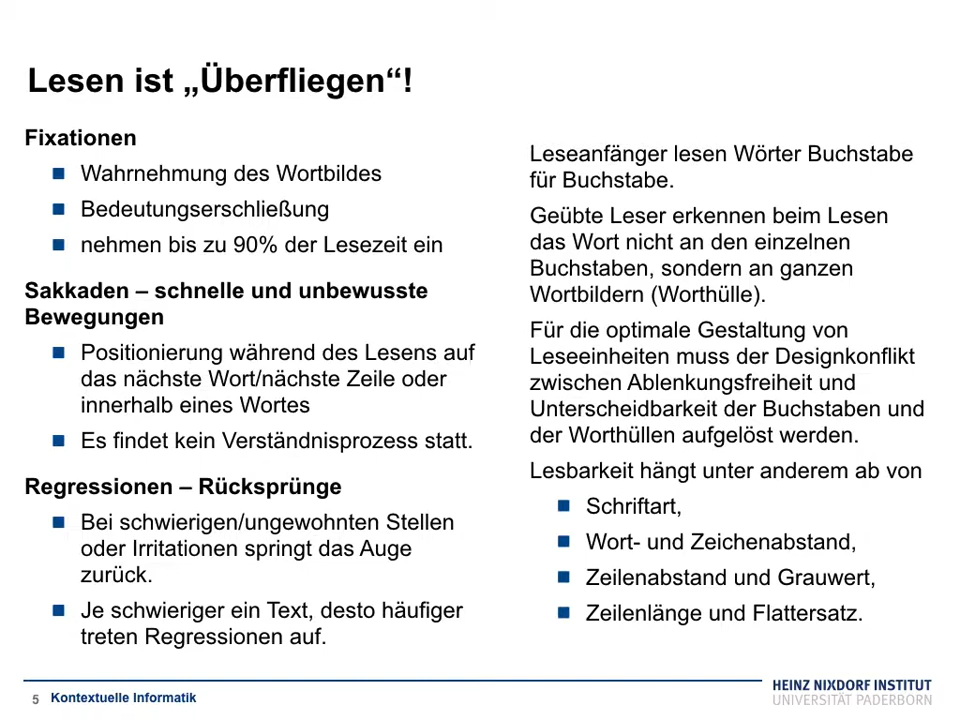 Lesen ist „Überfliegen“!
Fixationen
Wahrnehmung des Wortbildes
Bedeutungserschließung
nehmen bis zu 90% der Lesezeit ein
Sakkaden – schnelle und unbewusste
Bewegungen
Positionierung während des Lesens auf
das nächste Wort/nächste Zeile oder
innerhalb eines Wortes
Es findet kein Verständnisprozess statt.
Regressionen – Rücksprünge
Bei schwierigen/ungewohnten Stellen
oder Irritationen springt das Auge
zurück.
Je schwieriger ein Text, desto häufiger
treten Regressionen auf.
Leseanfänger lesen Wörter Buchstabe
für Buchstabe.
Geübte Leser erkennen beim Lesen
das Wort nicht an den einzelnen
Buchstaben, sondern an ganzen
Wortbildern (Worthülle).
Für die optimale Gestaltung von
Leseeinheiten muss der Designkonflikt
zwischen Ablenkungsfreiheit und
Unterscheidbarkeit der Buchstaben und
der Worthüllen aufgelöst werden.
Lesbarkeit hängt unter anderem ab von
Schriftart,
Wort- und Zeichenabstand,
Zeilenabstand und Grauwert,
Zeilenlänge und Flattersatz.
5 Kontextuelle Informatik
HEINZ NIXDORF INSTITUT
UNIVERSITÄT PADERBORN